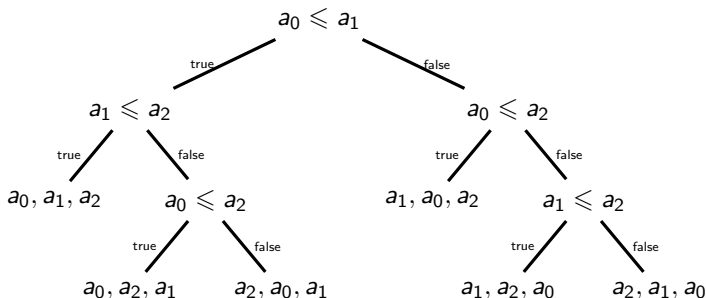 a₀ ⩽ a₁
true
false
a₁ ⩽ a₂
a₀ ⩽ a₂
true
false
true
false
a₀, a₁, a₂
a₀ ⩽ a₂
a₁, a₀, a₂
a₁ ⩽ a₂
true
false
true
false
a₀, a₂, a₁
a₂, a₀, a₁
a₁, a₂, a₀
a₂, a₁, a₀